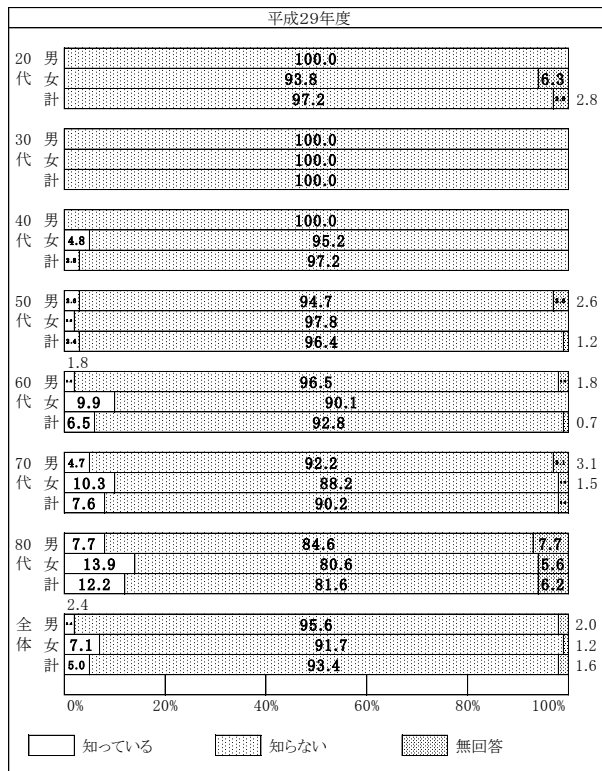 平成29年度
20 男 100.0
代 女 93.8 6.3
計 97.2 2.8
30 男 100.0
代 女 100.0
計 100.0
40 男 100.0
代 女 4.8 95.2
計 97.2
50 男 94.7 2.6
代 女 97.8
計 96.4 1.2
1.8
60 男 96.5 1.8
代 女 9.9 90.1
計 6.5 92.8 0.7
70 男 4.7 92.2 3.1
代 女 10.3 88.2 1.5
計 7.6 90.2
80 男 7.7 84.6 7.7
代 女 13.9 80.6 5.6
計 12.2 81.6 6.2
2.4
全 男 95.6 2.0
体 女 7.1 91.7 1.2
計 5.0 93.4 1.6
0% 20% 40% 60% 80% 100%
知っている 知らない 無回答